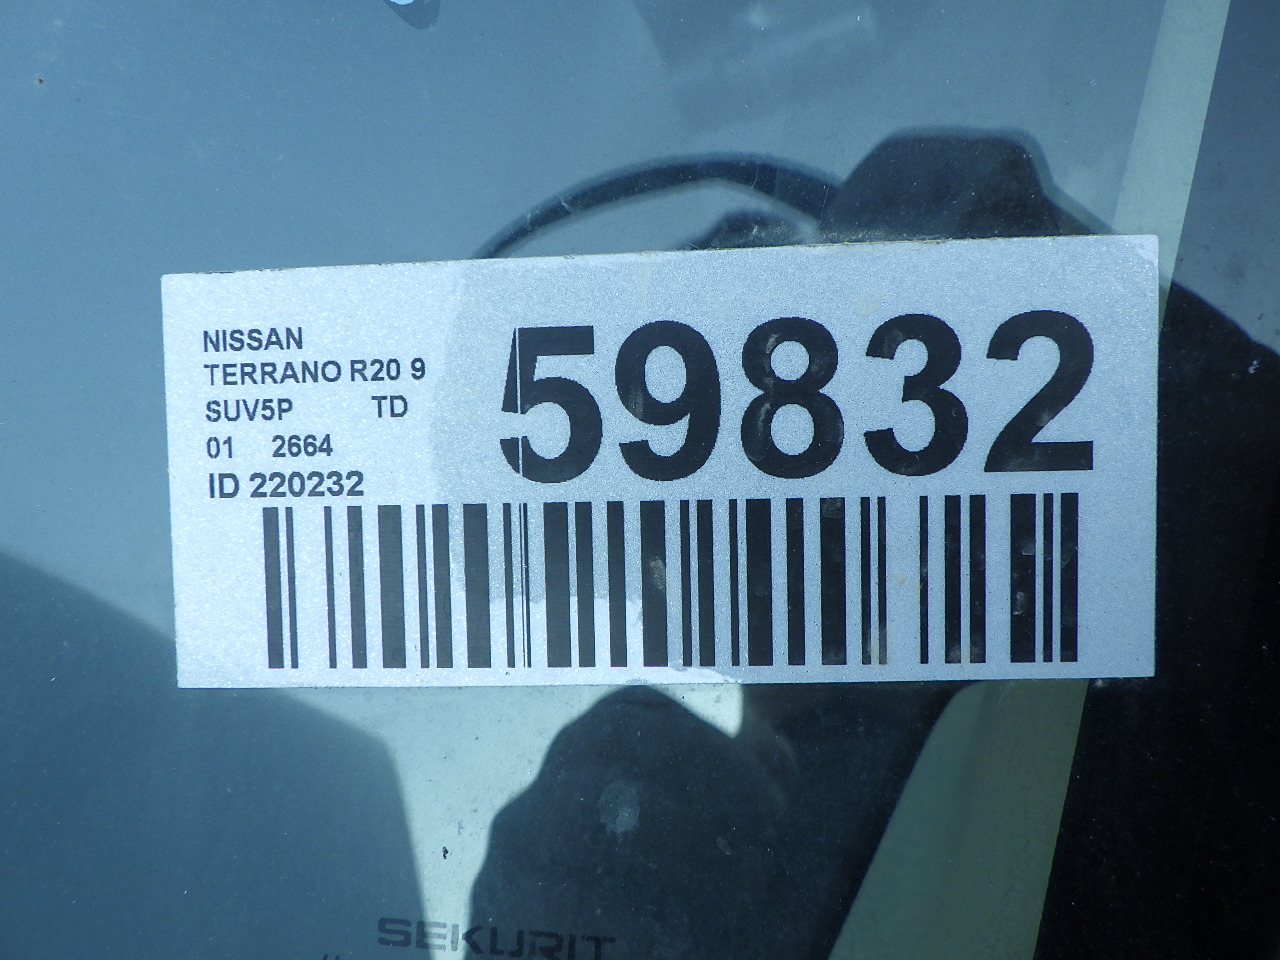 NISSAN
TERRANO R20 9
SUV5P TD
01 2664
ID 220232
59832
SEKURIT